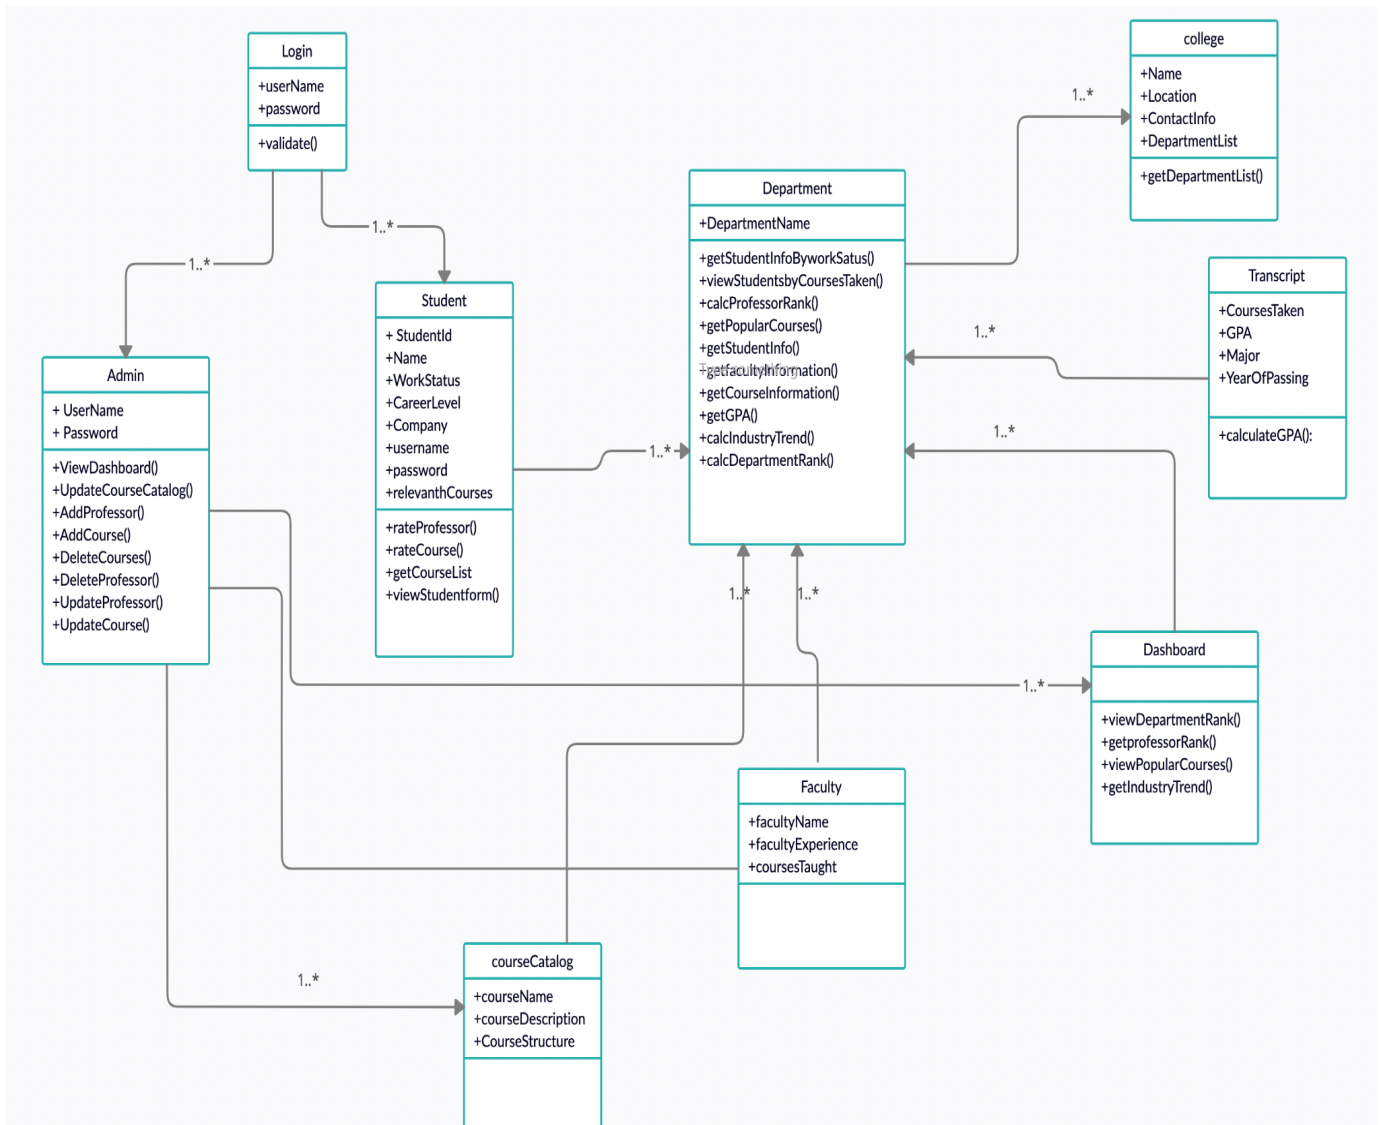 Login
+userName
+password
+validate()
1..*
1..*
college
+Name
+Location
+ContactInfo
+DepartmentList
+getDepartmentList()
1..*
Department
+DepartmentName
+getStudentInfoByworkSatus()
+viewStudentsbyCoursesTaken()
+calcProfessorRank()
+getPopularCourses()
+getStudentInfo()
+getfacultyInformation()
+getCourseInformation()
+getGPA()
+calcIndustryTrend()
+calcDepartmentRank()
Transcript
+CoursesTaken
+GPA
+Major
+YearOfPassing
+calculateGPA():
1..*
1..*
Student
+ StudentId
+Name
+WorkStatus
+CareerLevel
+Company
+username
+password
+relevanthCourses
+rateProfessor()
+rateCourse()
+getCourseList
+viewStudentform()
1..*
Admin
+ UserName
+ Password
+ViewDashboard()
+UpdateCourseCatalog()
+AddProfessor()
+AddCourse()
+DeleteCourses()
+DeleteProfessor()
+UpdateProfessor()
+UpdateCourse()
1..*
1..*
1..*
Dashboard
+viewDepartmentRank()
+getprofessorRank()
+viewPopularCourses()
+getIndustryTrend()
Faculty
+facultyName
+facultyExperience
+coursesTaught
1..*
courseCatalog
+courseName
+courseDescription
+CourseStructure